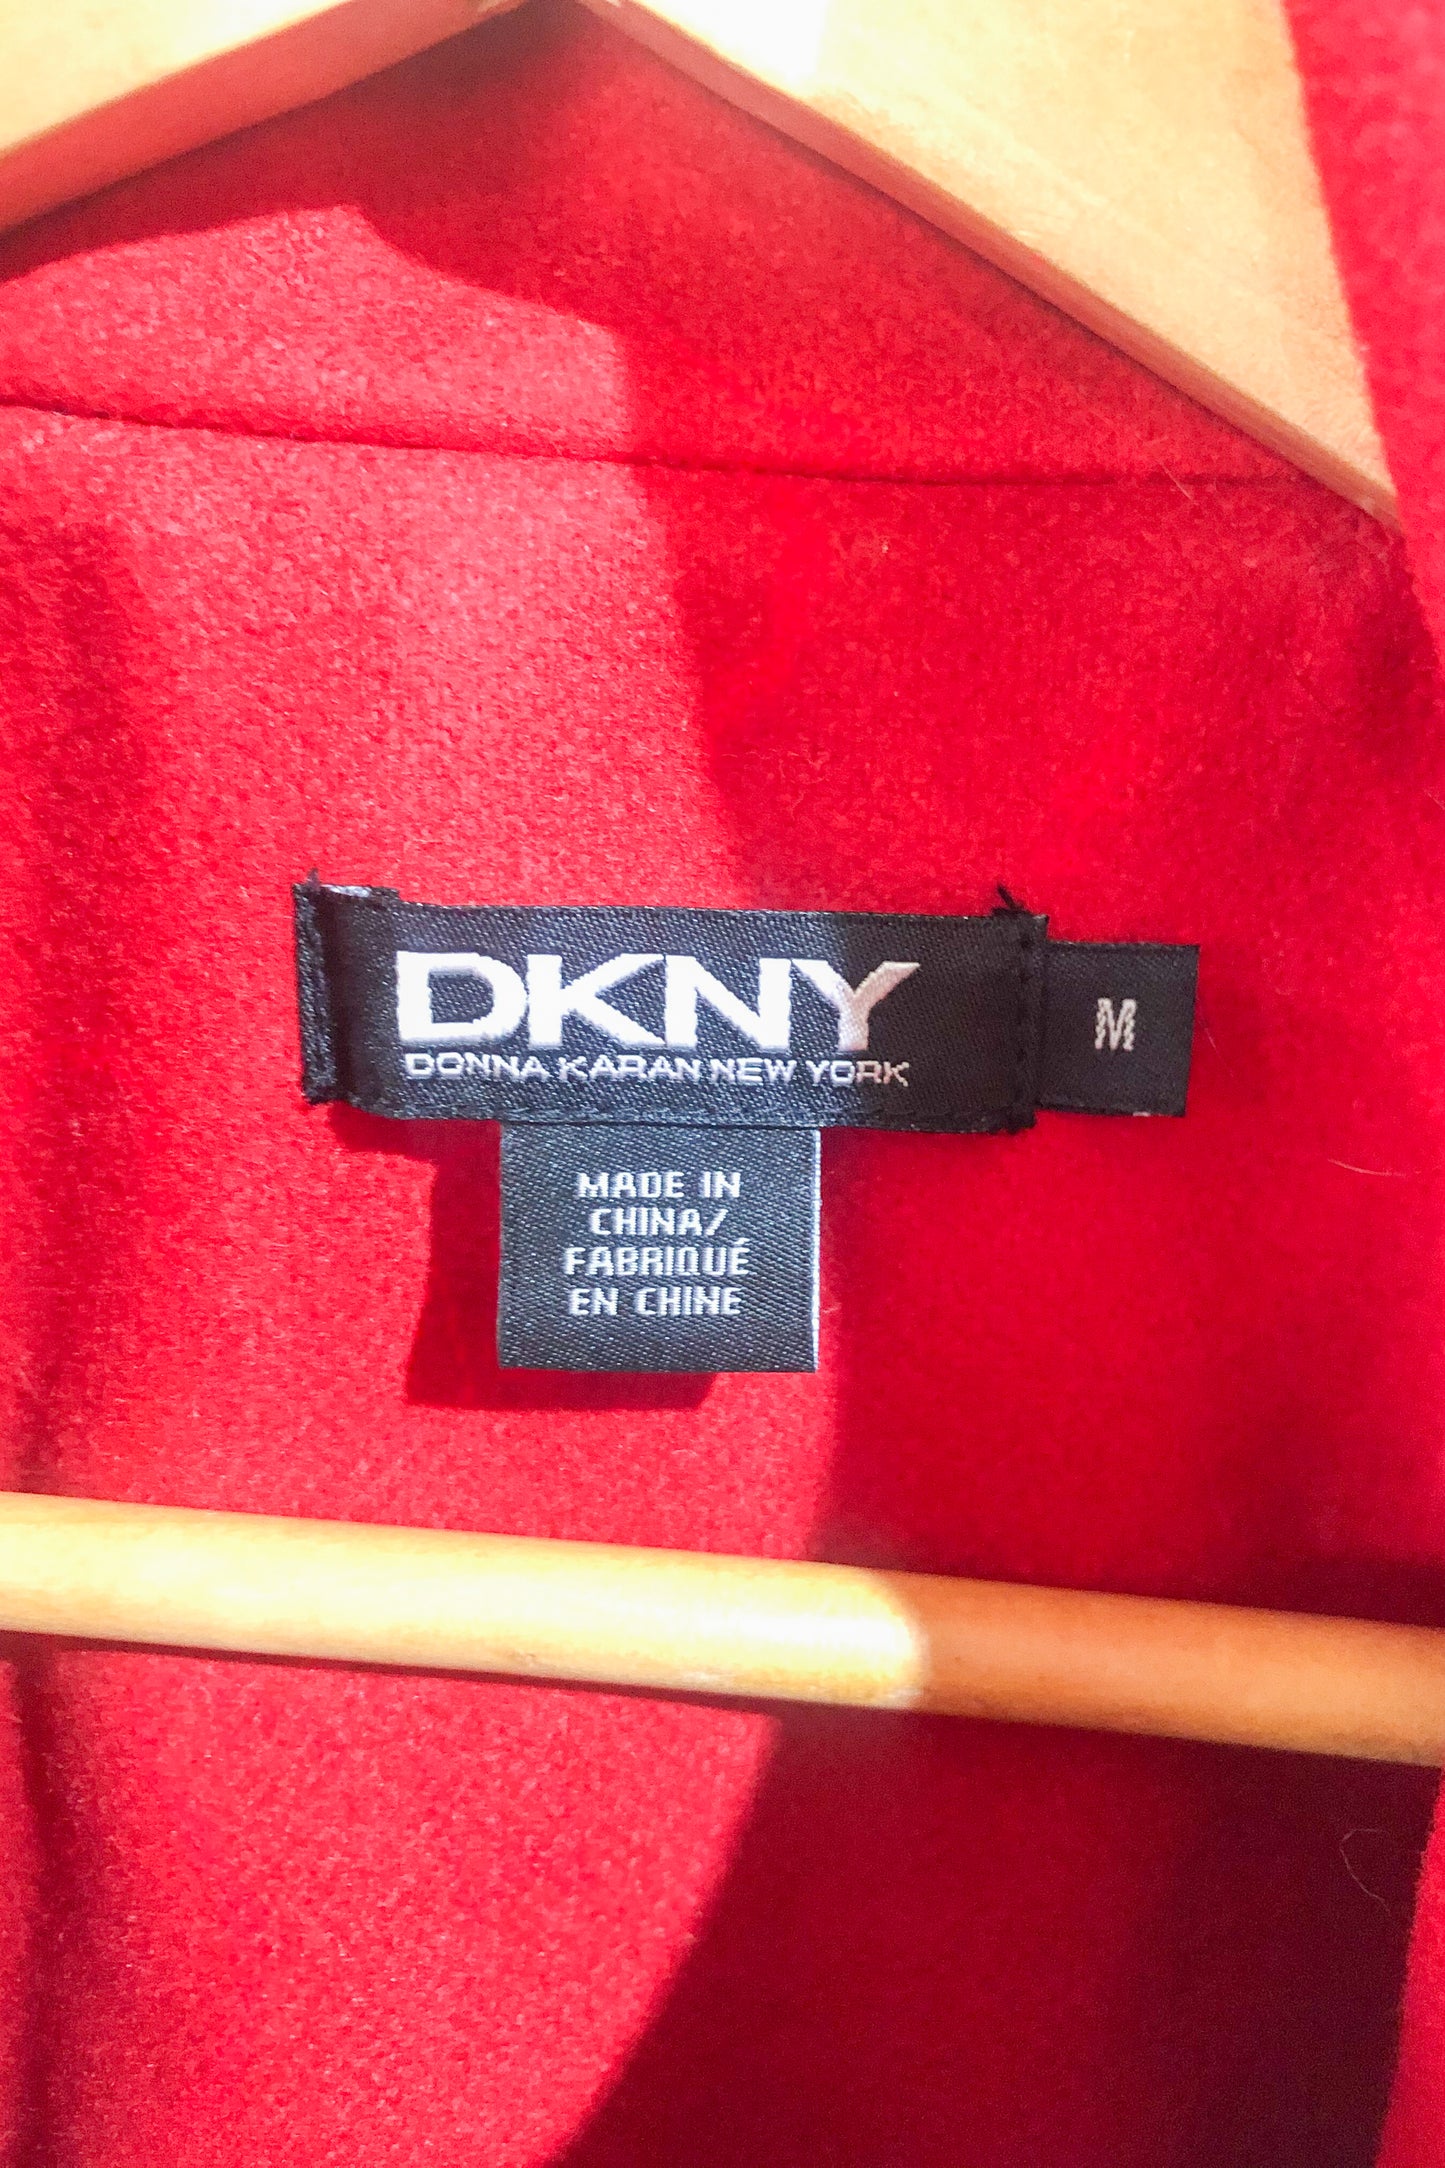 DKNY
DONNA KARAN NEW YORK
M
MADE IN
CHINA/
FABRIQUÉ
EN CHINE